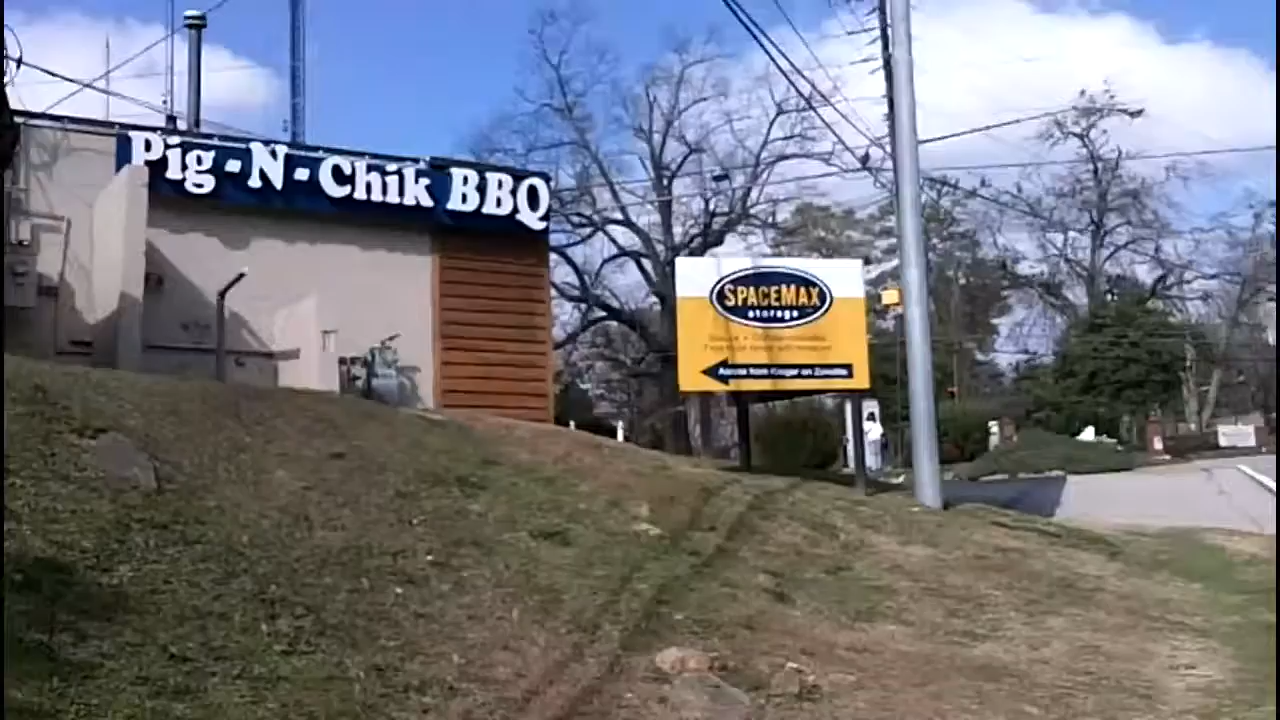 Pig-N-Chik BBQ
SPACEMAX
storage
Across from Kroger on Zonolite